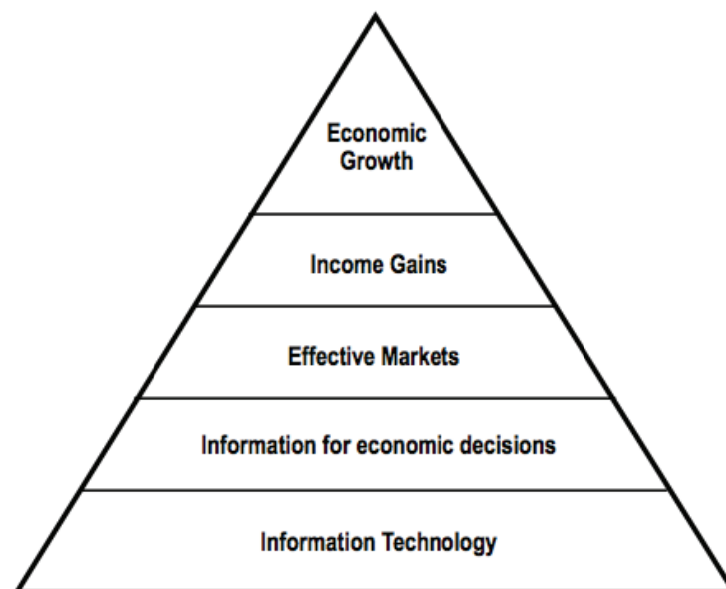 Economic
Growth
Income Gains
Effective Markets
Information for economic decisions
Information Technology